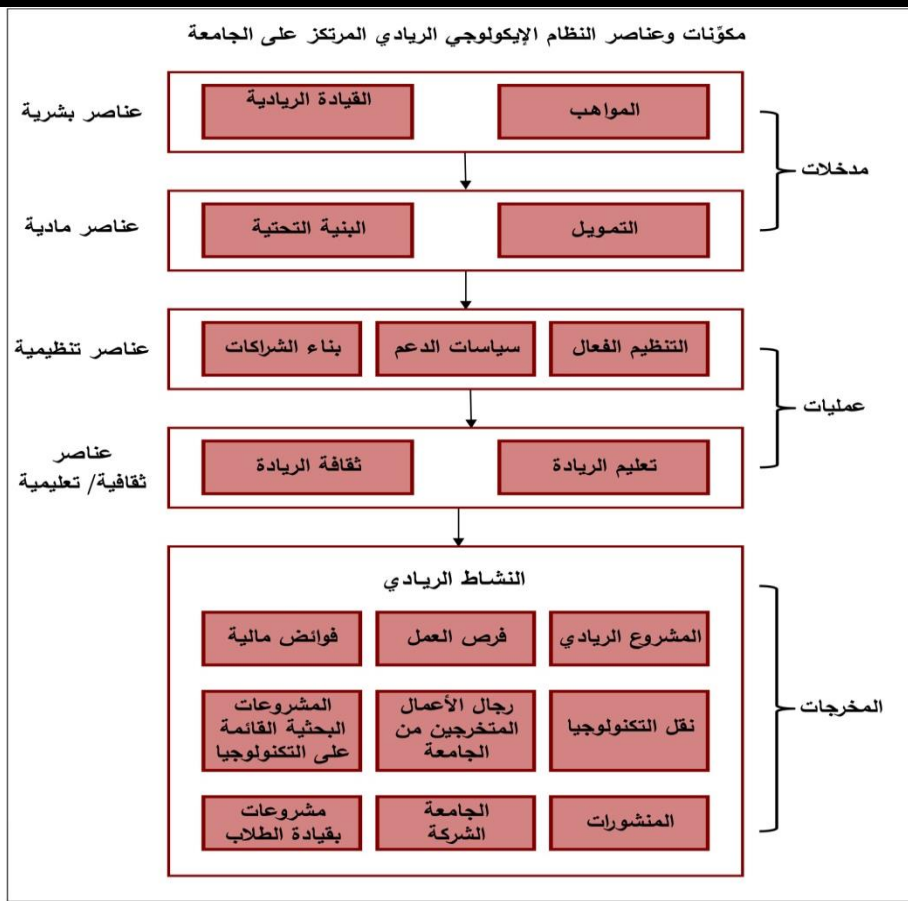 مكوّنات وعناصر النظام الإيكولوجي الريادي المرتكز على الجامعة
عناصر بشرية
المواهب
القيادة الريادية
مدخلات
عناصر مادية
التمويل
البنية التحتية
عناصر تنظيمية
التنظيم الفعال
سياسات الدعم
بناء الشراكات
عمليات
عناصر
ثقافية/ تعليمية
تعليم الريادة
ثقافة الريادة
النشاط الريادي
المشروع الريادي
فرص العمل
فوائض مالية
المخرجات
نقل التكنولوجيا
رجال الأعمال
المتخرجين من
الجامعة
المشروعات
البحثية القائمة
على التكنولوجيا
المنشورات
الجامعة
الشركة
مشروعات
بقيادة الطلاب